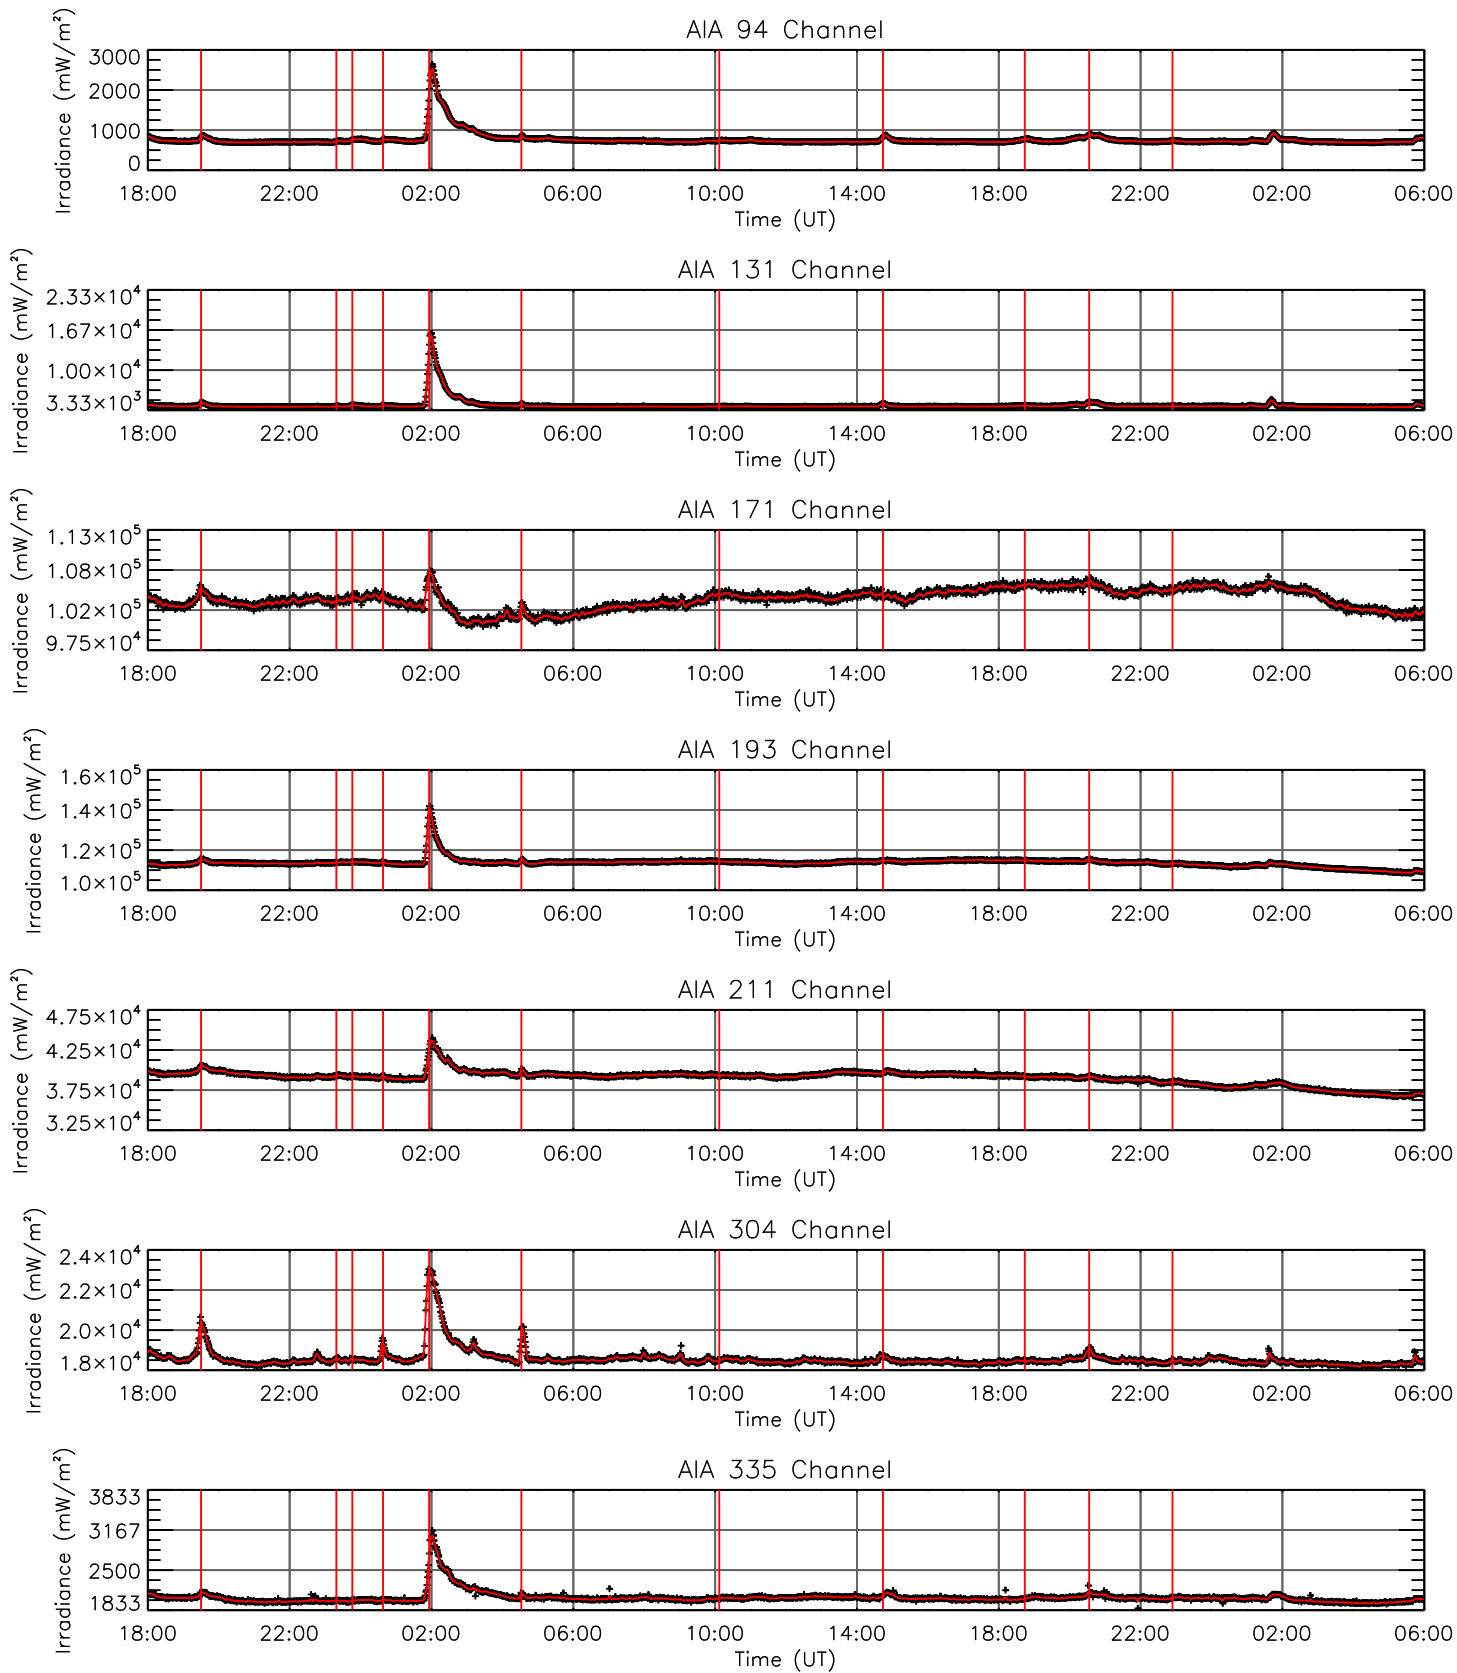 AIA 94 Channel
Irradiance (mW/m²)
3000
2000
1000
0
18:00 22:00 02:00 06:00 10:00 14:00 18:00 22:00 02:00 06:00
Time (UT)
AIA 131 Channel
Irradiance (mW/m²)
2.33×10⁴
1.67×10⁴
1.00×10⁴
3.33×10³
18:00 22:00 02:00 06:00 10:00 14:00 18:00 22:00 02:00 06:00
Time (UT)
AIA 171 Channel
Irradiance (mW/m²)
1.13×10⁵
1.08×10⁵
1.02×10⁵
9.75×10⁴
18:00 22:00 02:00 06:00 10:00 14:00 18:00 22:00 02:00 06:00
Time (UT)
AIA 193 Channel
Irradiance (mW/m²)
1.6×10⁵
1.4×10⁵
1.2×10⁵
1.0×10⁵
18:00 22:00 02:00 06:00 10:00 14:00 18:00 22:00 02:00 06:00
Time (UT)
AIA 211 Channel
Irradiance (mW/m²)
4.75×10⁴
4.25×10⁴
3.75×10⁴
3.25×10⁴
18:00 22:00 02:00 06:00 10:00 14:00 18:00 22:00 02:00 06:00
Time (UT)
AIA 304 Channel
Irradiance (mW/m²)
2.4×10⁴
2.2×10⁴
2.0×10⁴
1.8×10⁴
18:00 22:00 02:00 06:00 10:00 14:00 18:00 22:00 02:00 06:00
Time (UT)
AIA 335 Channel
Irradiance (mW/m²)
3833
3167
2500
1833
18:00 22:00 02:00 06:00 10:00 14:00 18:00 22:00 02:00 06:00
Time (UT)